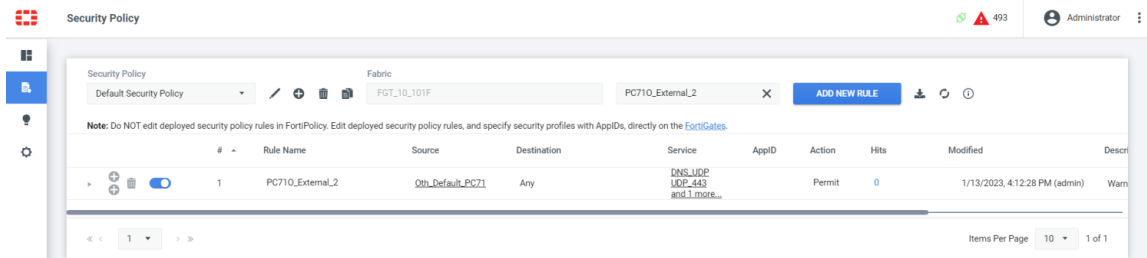 Security Policy
493
Administrator
Security Policy
Fabric
Default Security Policy
FGT_10_101F
PC71O_External_2
ADD NEW RULE
Note: Do NOT edit deployed security policy rules in FortiPolicy. Edit deployed security policy rules, and specify security profiles with AppIDs, directly on the FortiGates.
# Rule Name Source Destination Service AppID Action Hits Modified Descri
1 PC71O_External_2 Oth_Default_PC71 Any DNS_UDP Permit 0 1/13/2023, 4:12:28 PM (admin) Warn
UDP_443
and 1 more...
1 Items Per Page 10 1 of 1